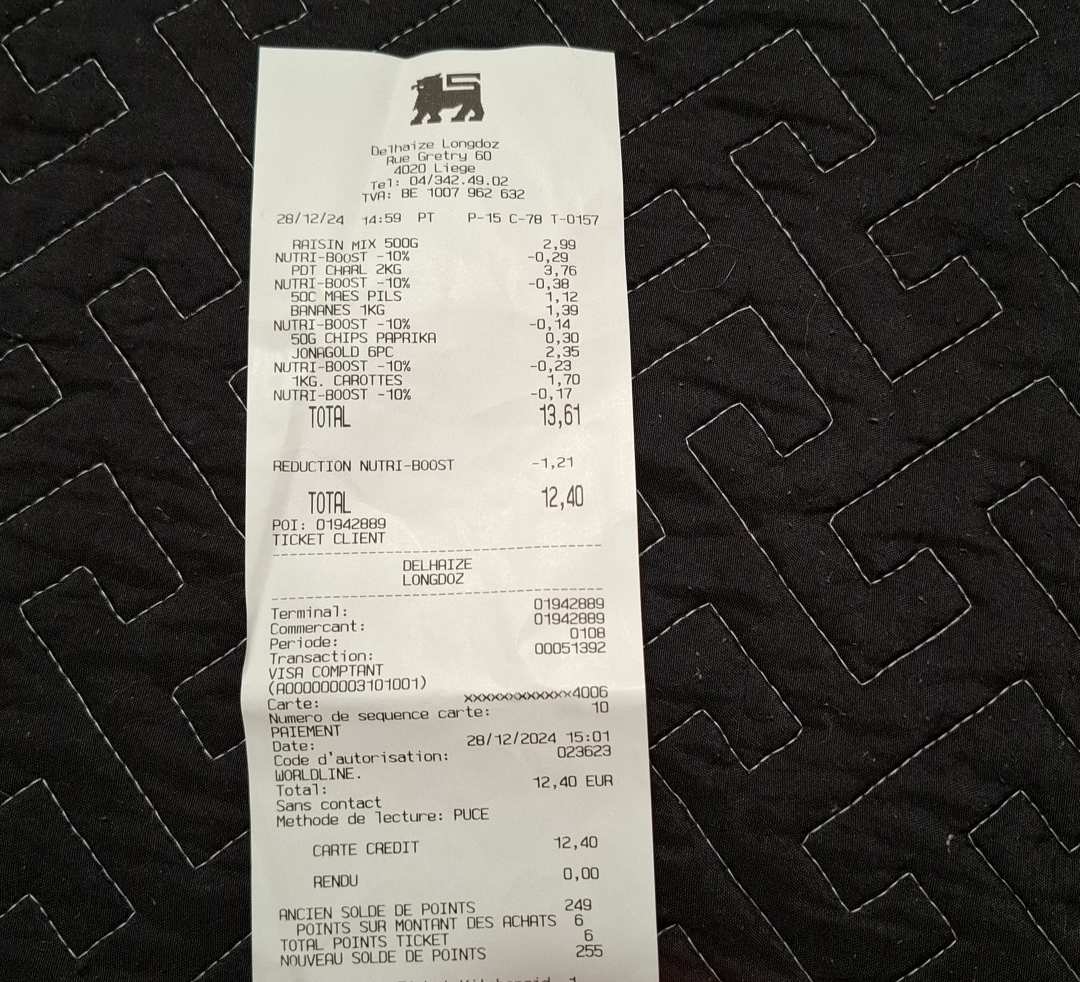 Delhaize Longdoz
Rue Gretry 60
4020 Liege
Tel: 04/342.49.02
TVA: BE 1007 962 632
28/12/24 14:59 PT P-15 C-78 T-0157
RAISIN MIX 500G 2,99
NUTRI-BOOST -10% -0,29
PDT CHARL 2KG 3,76
NUTRI-BOOST -10% -0,38
50C MAES PILS 1,12
BANANES 1KG 1,39
NUTRI-BOOST -10% -0,14
50G CHIPS PAPRIKA 0,30
JONAGOLD 6PC 2,35
NUTRI-BOOST -10% -0,23
1KG. CAROTTES 1,70
NUTRI-BOOST -10% -0,17
TOTAL 13,61
REDUCTION NUTRI-BOOST -1,21
TOTAL 12,40
POI: 01942889
TICKET CLIENT
DELHAIZE
LONGDOZ
Terminal: 01942889
Commercant: 01942889
Periode: 0108
Transaction: 00051392
VISA COMPTANT
(A0000000031010001)
Carte: xxxxxxxxxxxx4006
Numero de sequence carte: 10
PAIEMENT
Date: 28/12/2024 15:01
Code d'autorisation: 023623
WORLDLINE.
Total: 12,40 EUR
Sans contact
Methode de lecture: PUCE
CARTE CREDIT 12,40
RENDU 0,00
ANCIEN SOLDE DE POINTS 249
POINTS SUR MONTANT DES ACHATS 6
TOTAL POINTS TICKET 6
NOUVEAU SOLDE DE POINTS 255